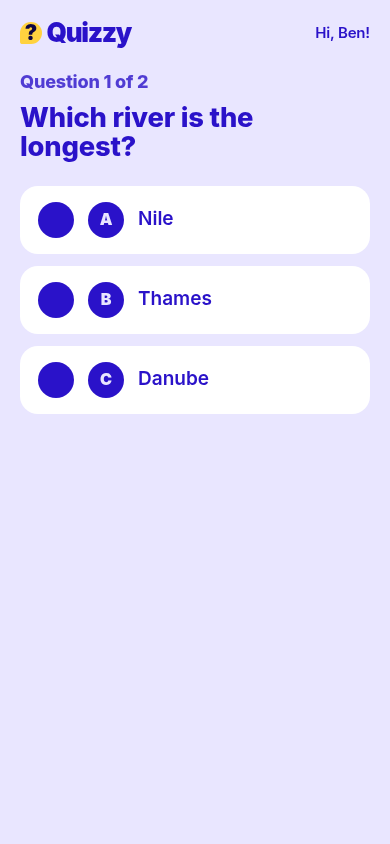 ? Quizzy
Hi, Ben!
Question 1 of 2
Which river is the
longest?
A Nile
B Thames
C Danube